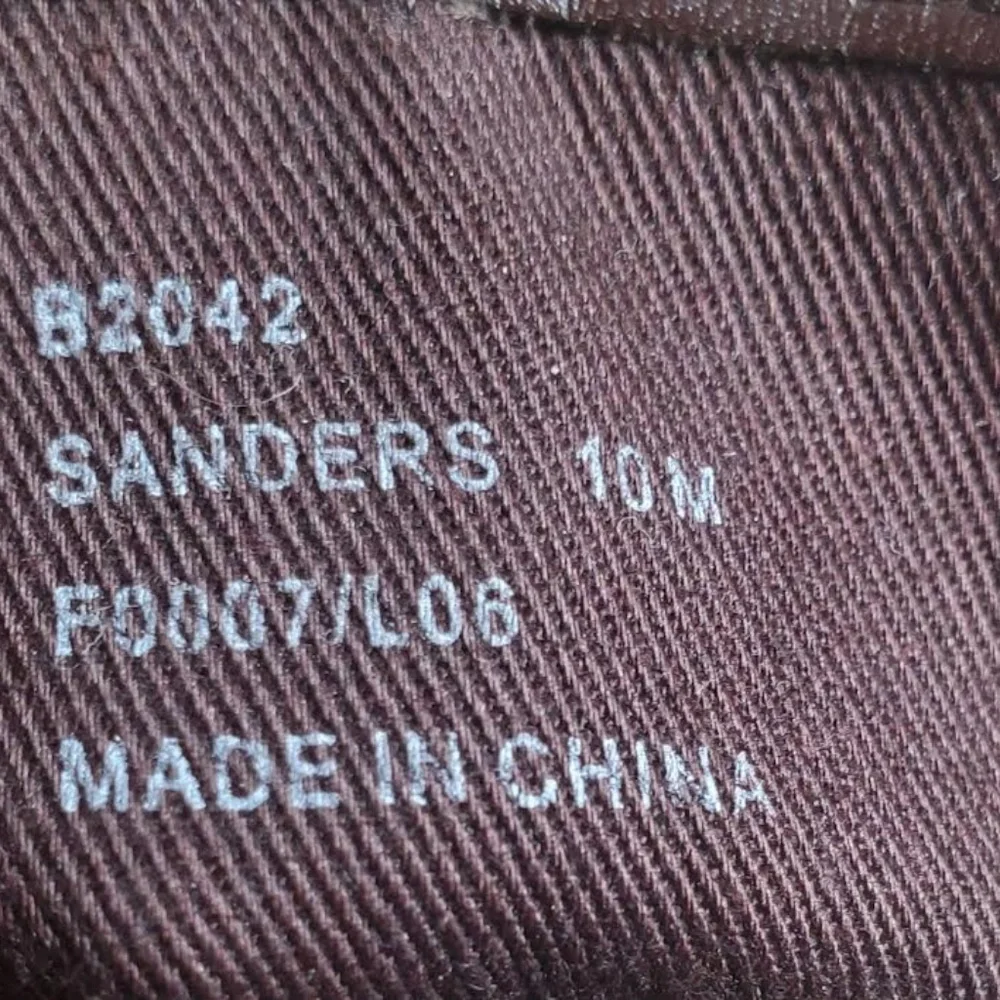 B2042
SANDERS 10M
F0007/L06
MADE IN CHINA